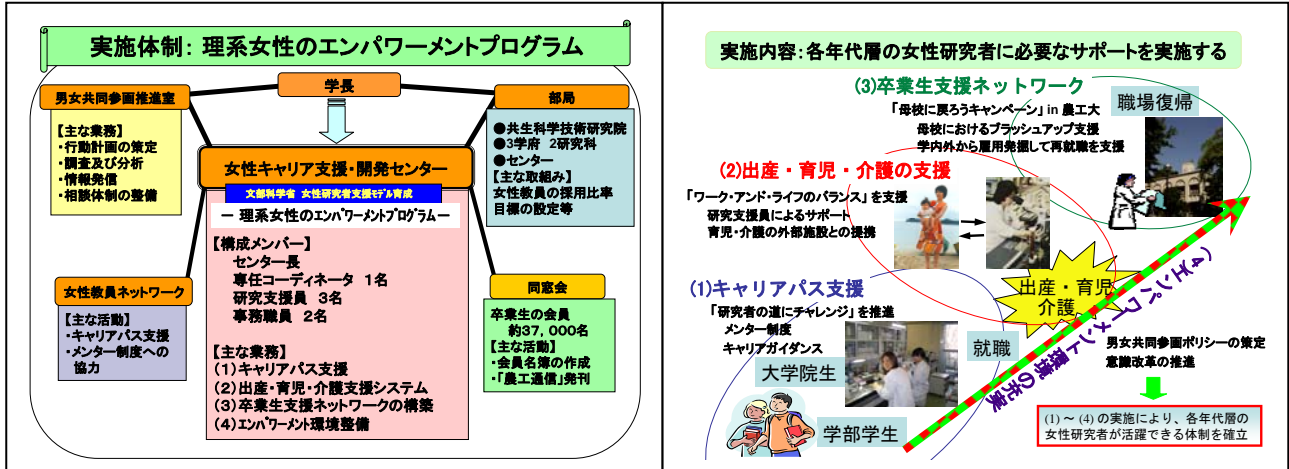 実施体制: 理系女性のエンパワーメントプログラム
学長
男女共同参画推進室
【主な業務】
・行動計画の策定
・調査及び分析
・情報発信
・相談体制の整備
部局
●共生科学技術研究院
●3学府 2研究科
●センター
【主な取組み】
女性教員の採用比率
目標の設定等
女性キャリア支援・開発センター
文部科学省 女性研究者支援モデル育成
― 理系女性のエンパワーメントプログラム―
【構成メンバー】
センター長
専任コーディネータ 1名
研究支援員 3名
事務職員 2名
【主な業務】
(1)キャリアパス支援
(2)出産・育児・介護支援システム
(3)卒業生支援ネットワークの構築
(4)エンパワーメント環境整備
女性教員ネットワーク
【主な活動】
・キャリアパス支援
・メンター制度への
協力
同窓会
卒業生の会員
約37,000名
【主な活動】
・会員名簿の作成
・「農工通信」発刊
実施内容:各年代層の女性研究者に必要なサポートを実施する
(3)卒業生支援ネットワーク
「母校に戻ろうキャンペーン」 in 農工大
母校におけるブラッシュアップ支援
学内外から雇用発掘して再就職を支援
職場復帰
(2)出産・育児・介護の支援
「ワーク・アンド・ライフのバランス」を支援
研究支援員によるサポート
育児・介護の外部施設との提携
出産・育児
介護
(1)キャリアパス支援
「研究者の道にチャレンジ」を推進
メンター制度
キャリアガイダンス
就職
大学院生
学部学生
(4)エンパワーメント環境の充実
男女共同参画ポリシーの策定
意識改革の推進
(1)～(4)の実施により、各年代層の
女性研究者が活躍できる体制を確立